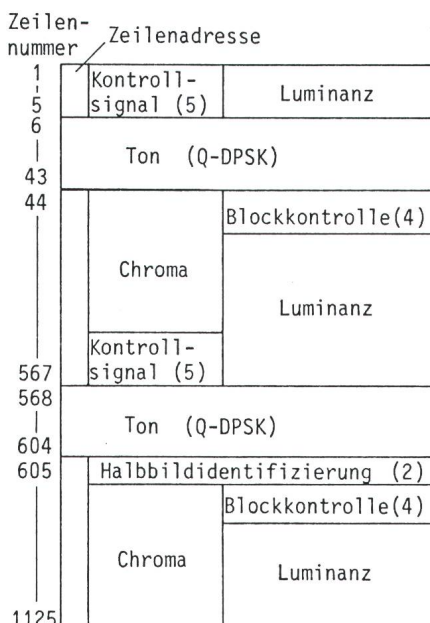 Zeilen-
nummer
Zeilenadresse
1
5
Kontroll-
signal (5)
Luminanz
6
43
Ton (Q-DPSK)
44
Blockkontrolle(4)
Chroma
Luminanz
Kontroll-
signal (5)
567
568
604
Ton (Q-DPSK)
605
Halbbildidentifizierung (2)
Blockkontrolle(4)
Chroma
Luminanz
1125